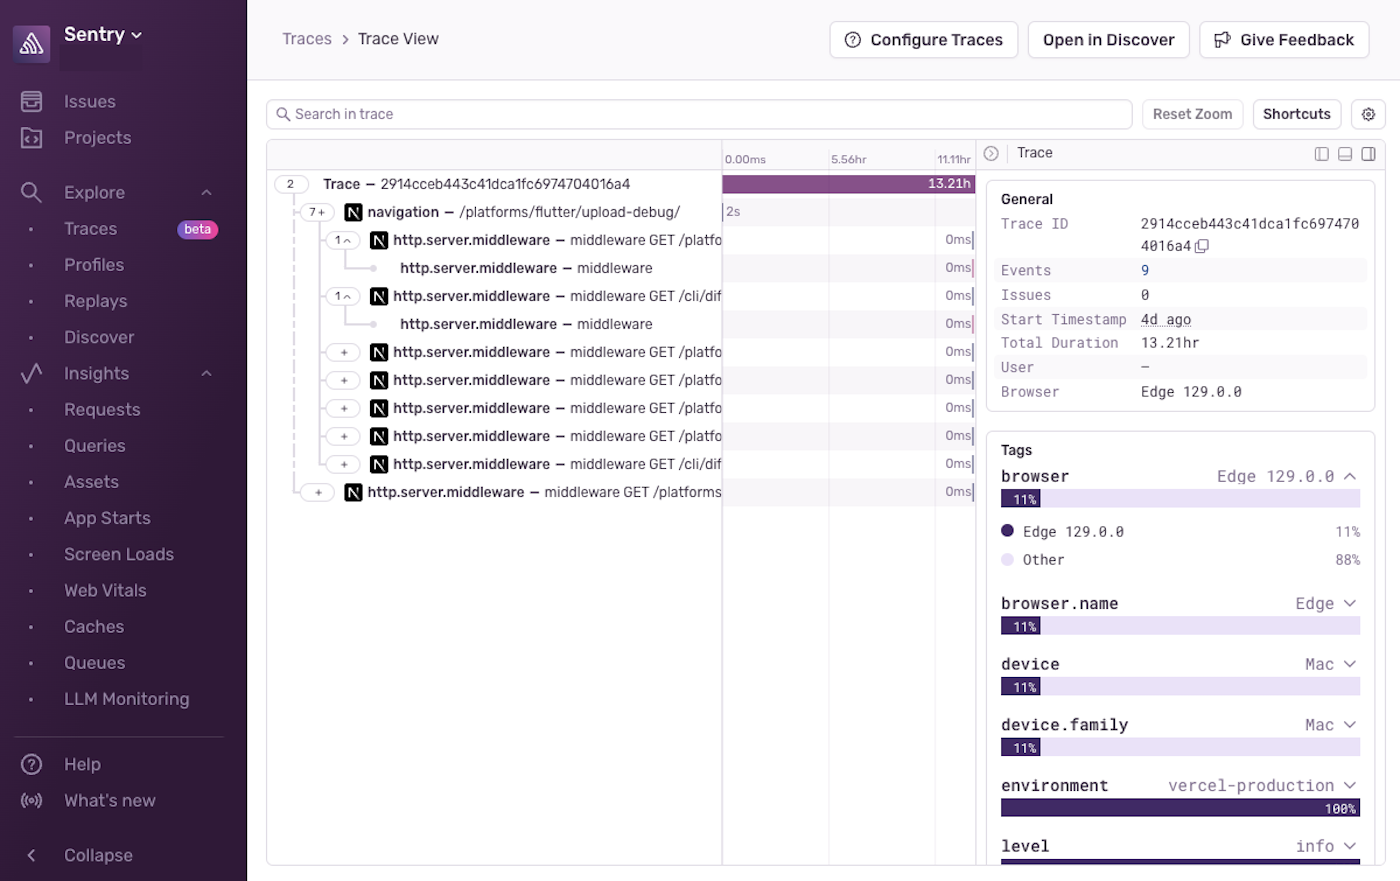 Sentry
Issues
Projects
Explore
Traces beta
Profiles
Replays
Discover
Insights
Requests
Queries
Assets
App Starts
Screen Loads
Web Vitals
Caches
Queues
LLM Monitoring
Help
What's new
Collapse
Traces > Trace View
Configure Traces
Open in Discover
Give Feedback
Search in trace
Reset Zoom
Shortcuts
0.00ms 5.56hr 11.11hr
2 Trace — 2914cceb443c41dca1fc6974704016a4 13.21h
7+ N navigation — /platforms/flutter/upload-debug/ 2s
1 N http.server.middleware — middleware GET /platfo 0ms
http.server.middleware — middleware 0ms
1 N http.server.middleware — middleware GET /cli/dif 0ms
http.server.middleware — middleware 0ms
+ N http.server.middleware — middleware GET /platfo 0ms
+ N http.server.middleware — middleware GET /platfo 0ms
+ N http.server.middleware — middleware GET /platfo 0ms
+ N http.server.middleware — middleware GET /platfo 0ms
+ N http.server.middleware — middleware GET /cli/dif 0ms
+ N http.server.middleware — middleware GET /platforms 0ms
Trace
General
Trace ID 2914cceb443c41dca1fc697470
4016a4
Events 9
Issues 0
Start Timestamp 4d ago
Total Duration 13.21hr
User —
Browser Edge 129.0.0
Tags
browser Edge 129.0.0
11%
Edge 129.0.0 11%
Other 88%
browser.name Edge
11%
device Mac
11%
device.family Mac
11%
environment vercel-production
100%
level info